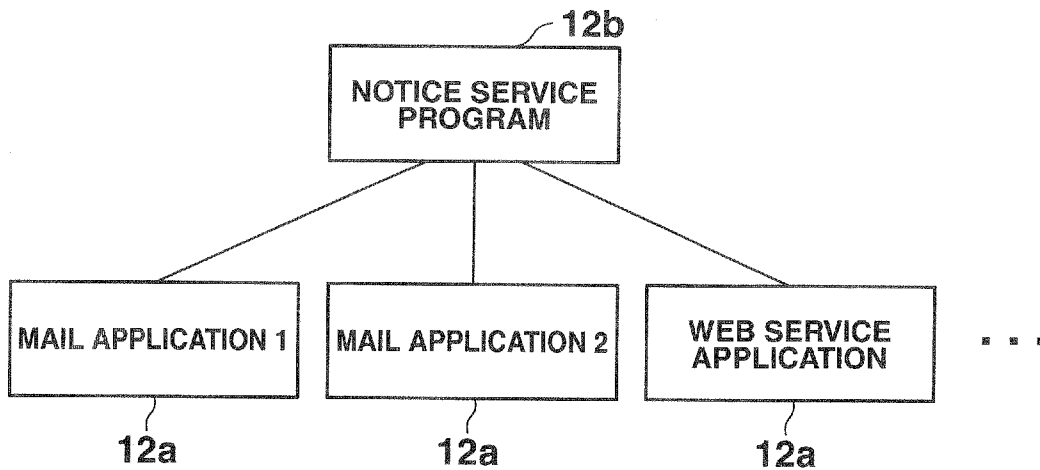 12b
NOTICE SERVICE
PROGRAM
MAIL APPLICATION 1
MAIL APPLICATION 2
WEB SERVICE
APPLICATION
...
12a
12a
12a